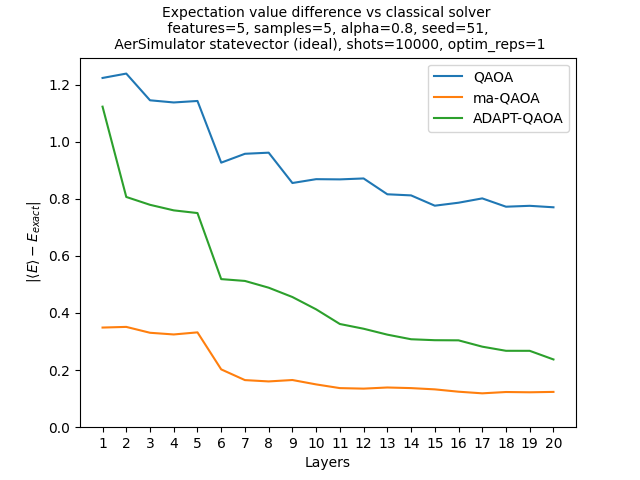 Expectation value difference vs classical solver
features=5, samples=5, alpha=0.8, seed=51,
AerSimulator statevector (ideal), shots=10000, optim_reps=1
QAOA
ma-QAOA
ADAPT-QAOA
|⟨E⟩ − E_exact|
1.2
1.0
0.8
0.6
0.4
0.2
0.0
1 2 3 4 5 6 7 8 9 10 11 12 13 14 15 16 17 18 19 20
Layers